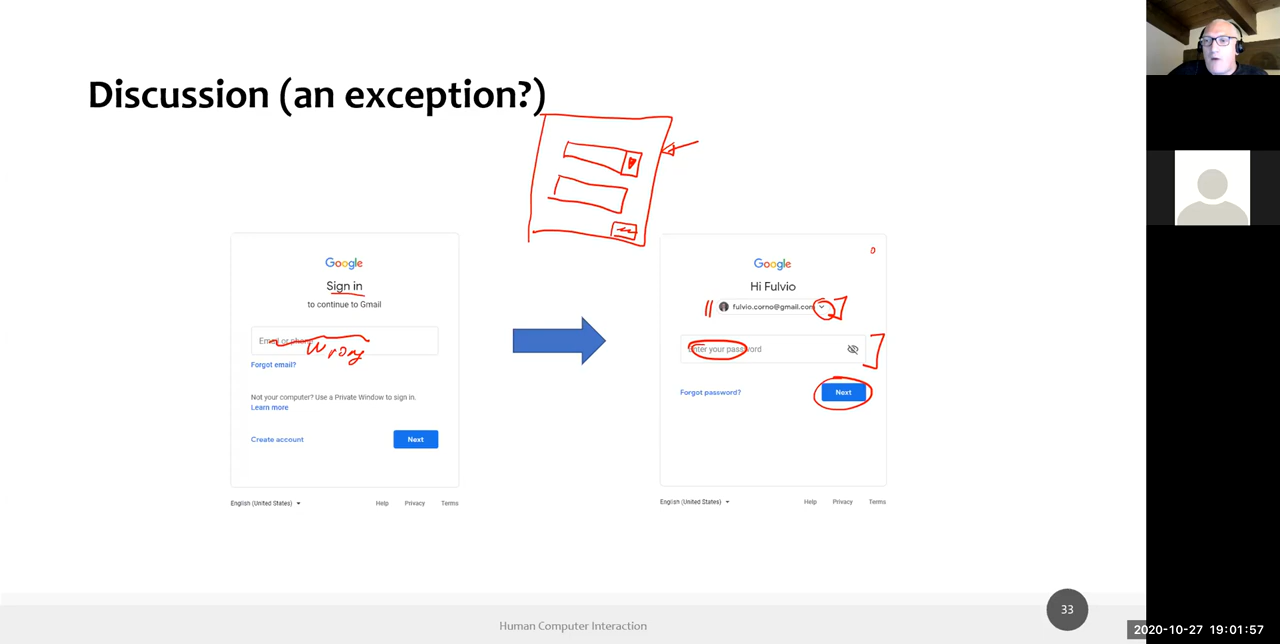 Discussion (an exception?)
Google
Sign in
to continue to Gmail
Email or phone
wrong
Forgot email?
Not your computer? Use a Private Window to sign in.
Learn more
Create account
Next
English (United States)
Help
Privacy
Terms
Google
Hi Fulvio
fulvio.corno@gmail.com
Enter your password
Forgot password?
Next
English (United States)
Help
Privacy
Terms
Human Computer Interaction
33
2020-10-27 19:01:57